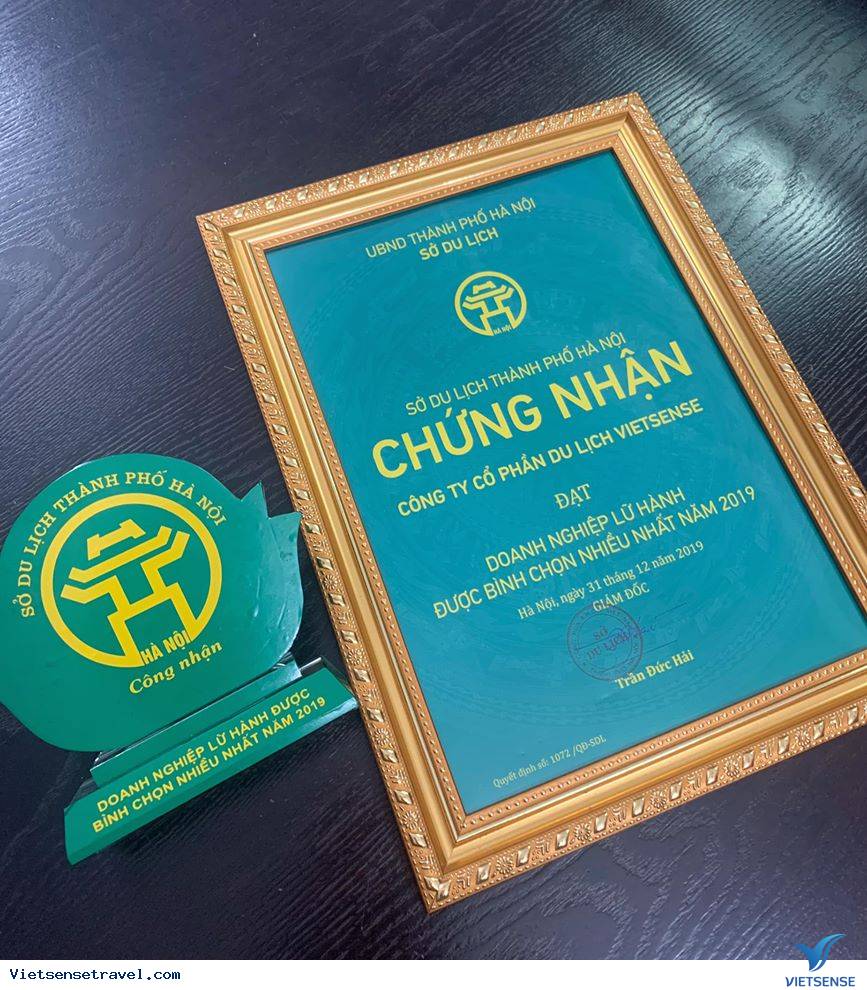 UBND THÀNH PHỐ HÀ NỘI
SỞ DU LỊCH
HÀ NỘI
SỞ DU LỊCH THÀNH PHỐ HÀ NỘI
CHỨNG NHẬN
CÔNG TY CỔ PHẦN DU LỊCH VIETSENSE
ĐẠT
DOANH NGHIỆP LỮ HÀNH
ĐƯỢC BÌNH CHỌN NHIỀU NHẤT NĂM 2019
Hà Nội, ngày 31 tháng 12 năm 2019
GIÁM ĐỐC
SỞ
DU LỊCH
Trần Đức Hải
Quyết định số: 1072 /QĐ-SDL
SỞ DU LỊCH THÀNH PHỐ HÀ NỘI
HÀ NỘI
Công nhận
DOANH NGHIỆP LỮ HÀNH ĐƯỢC
BÌNH CHỌN NHIỀU NHẤT NĂM 2019
Vietsensetravel.com
VIETSENSE